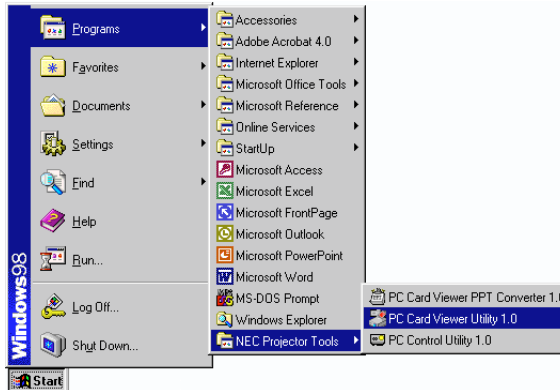 Programs
Favorites
Documents
Settings
Find
Help
Run...
Log Off...
Shut Down...
Windows98
Start
Accessories
Adobe Acrobat 4.0
Internet Explorer
Microsoft Office Tools
Microsoft Reference
Online Services
StartUp
Microsoft Access
Microsoft Excel
Microsoft FrontPage
Microsoft Outlook
Microsoft PowerPoint
Microsoft Word
MS-DOS Prompt
Windows Explorer
NEC Projector Tools
PC Card Viewer PPT Converter 1.0
PC Card Viewer Utility 1.0
PC Control Utility 1.0